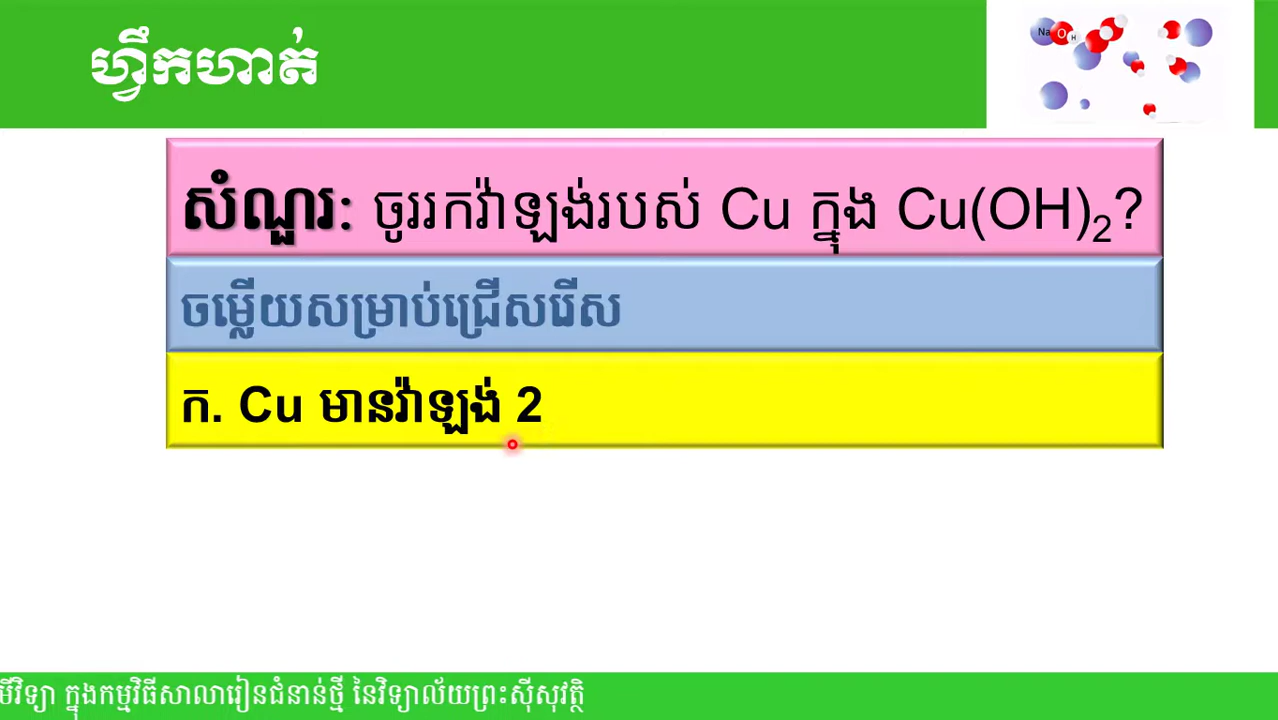 ហ្វឹកហាត់
Na O H
សំណួរ: ចូររកវ៉ាឡង់របស់ Cu ក្នុង Cu(OH)₂?
ចម្លើយសម្រាប់ជ្រើសរើស
ក. Cu មានវ៉ាឡង់ 2
មីវិទ្យា ក្នុងកម្មវិធីសាលារៀនជំនាន់ថ្មី នៃវិទ្យាល័យព្រះស៊ីសុវត្ថិ